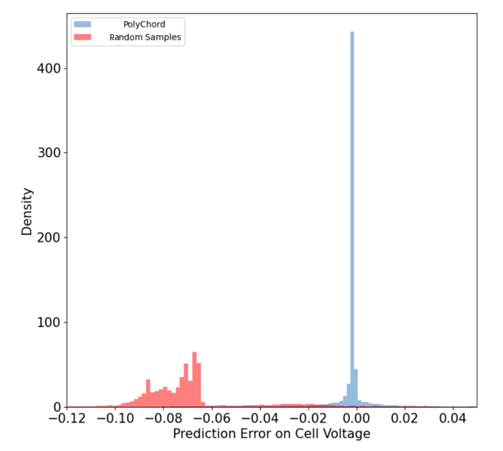 PolyChord
Random Samples
Density
400
300
200
100
0
−0.12 −0.10 −0.08 −0.06 −0.04 −0.02 0.00 0.02 0.04
Prediction Error on Cell Voltage